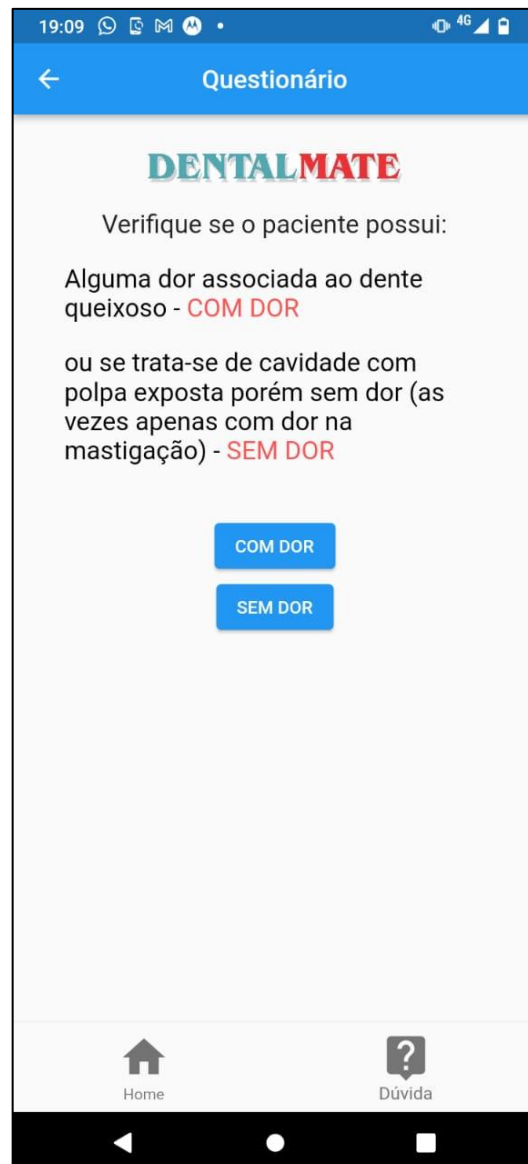 19:09 4G
Questionário
DENTALMATE
Verifique se o paciente possui:
Alguma dor associada ao dente
queixoso - COM DOR
ou se trata-se de cavidade com
polpa exposta porém sem dor (as
vezes apenas com dor na
mastigação) - SEM DOR
COM DOR
SEM DOR
Home Dúvida